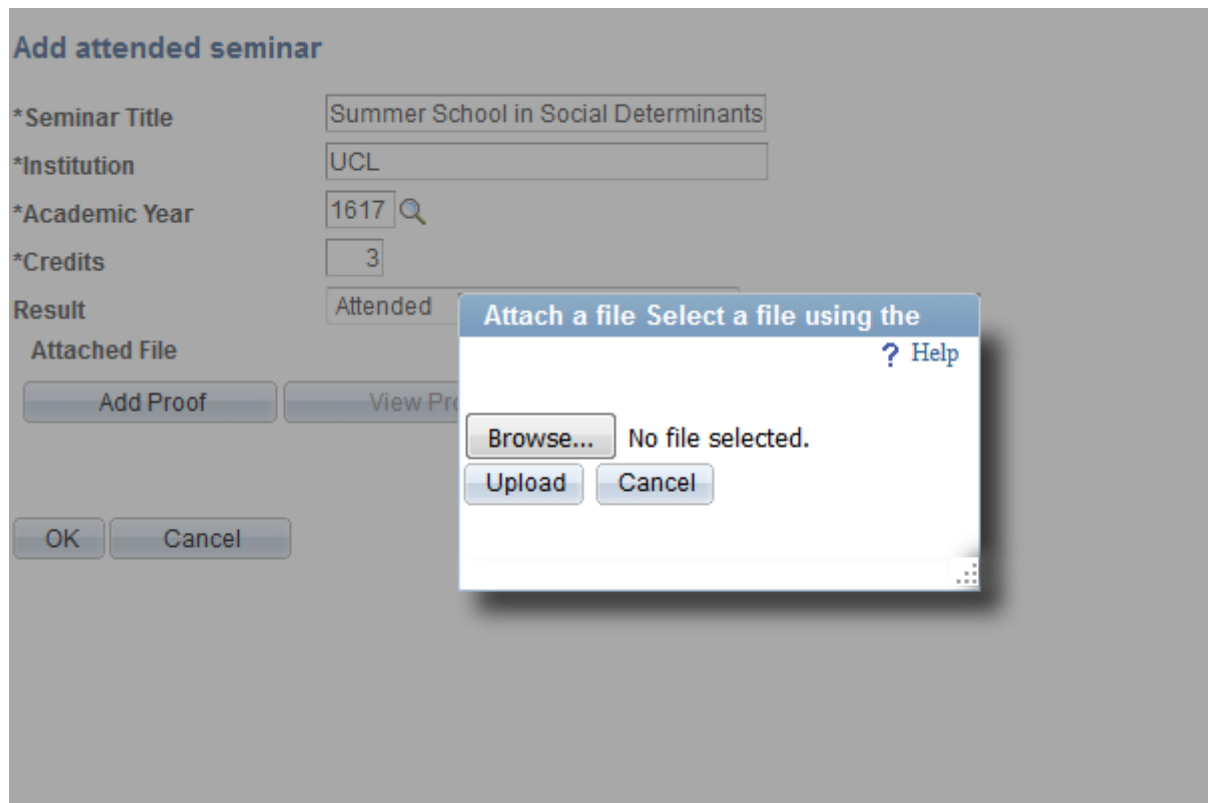 Add attended seminar
*Seminar Title Summer School in Social Determinants
*Institution UCL
*Academic Year 1617
*Credits 3
Result Attended
Attached File
Add Proof View
OK Cancel
Attach a file Select a file using the
? Help
Browse... No file selected.
Upload Cancel